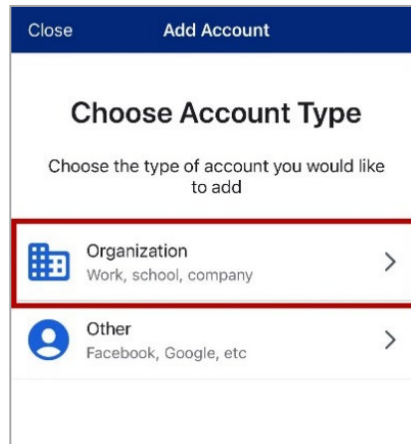 Close Add Account
Choose Account Type
Choose the type of account you would like
to add
Organization
Work, school, company
Other
Facebook, Google, etc